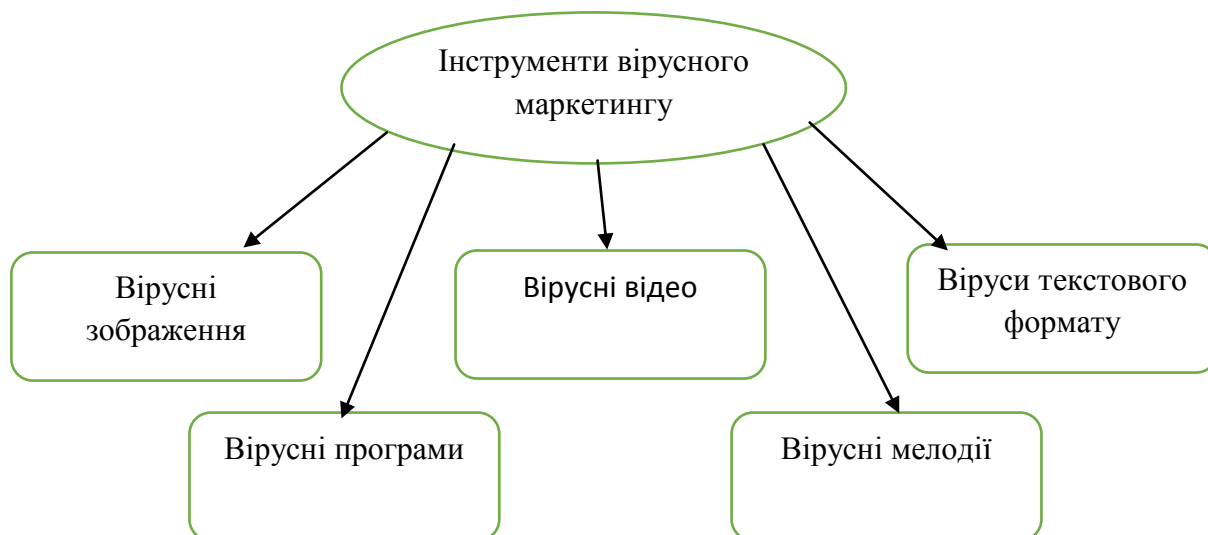 Інструменти вірусного
маркетингу
Вірусні
зображення
Вірусні відео
Віруси текстового
формату
Вірусні програми
Вірусні мелодії